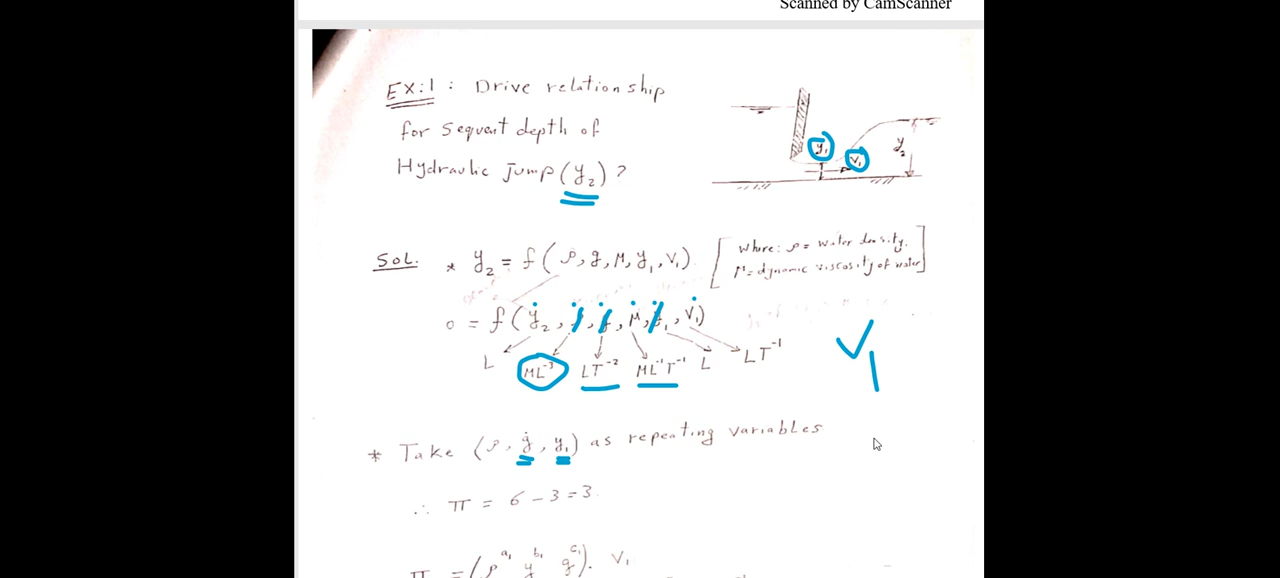 Scanned by CamScanner
EX:1 : Drive relationship
for sequent depth of
Hydraulic jump (y₂) ?
y₁ V₁ y₂
Sol. * y₂ = f(ρ, g, μ, y₁, V₁) [where: ρ = water density,
μ = dynamic viscosity of water]
0 = f(y₂, ρ, g, μ, y₁, V₁)
L ML⁻³ LT⁻² ML⁻¹T⁻¹ L LT⁻¹
V₁
* Take (ρ, g, y₁) as repeating variables
∴ π = 6 - 3 = 3.
π = (ρᵃ¹ yᵇ¹ gᶜ¹). V₁